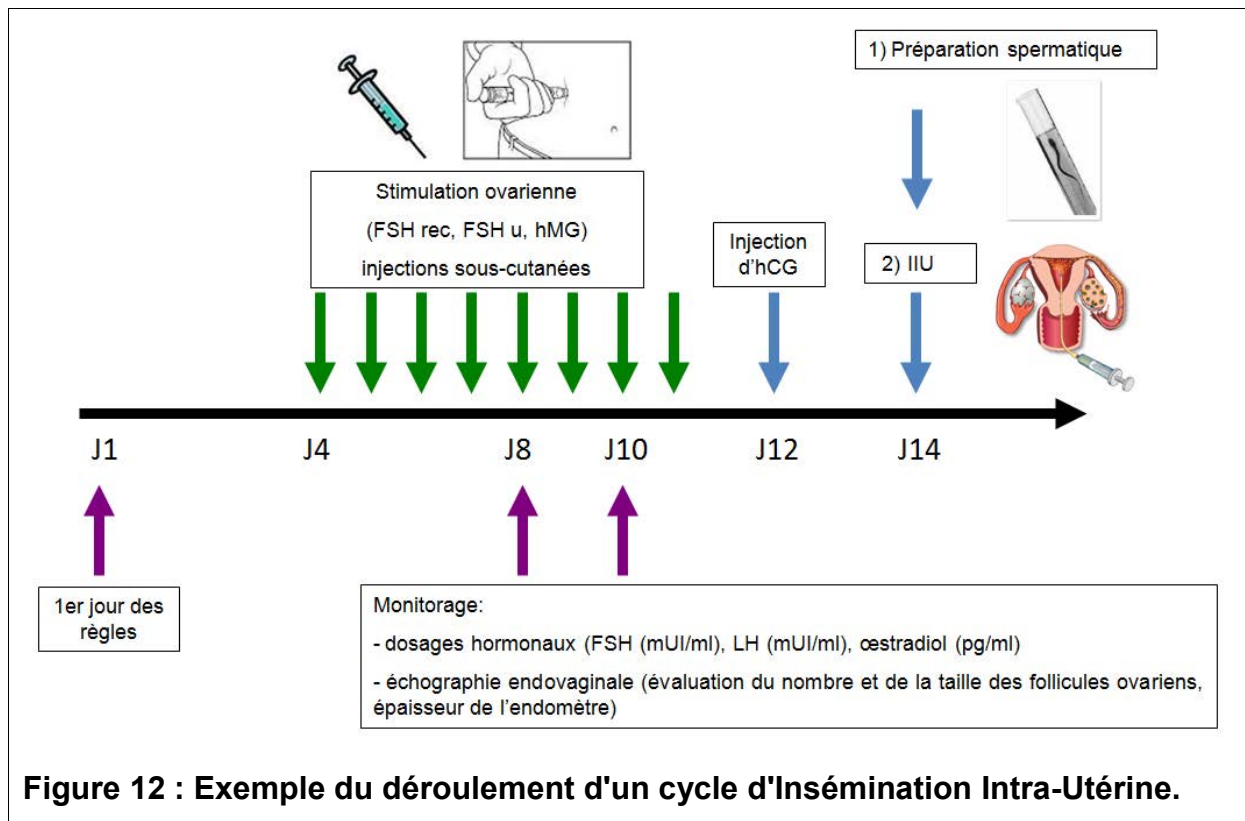 1) Préparation spermatique
Stimulation ovarienne
(FSH rec, FSH u, hMG)
injections sous-cutanées
Injection
d’hCG
2) IIU
J1
J4
J8
J10
J12
J14
1er jour des
règles
Monitorage:
- dosages hormonaux (FSH (mUI/ml), LH (mUI/ml), œstradiol (pg/ml)
- échographie endovaginale (évaluation du nombre et de la taille des follicules ovariens,
épaisseur de l’endomètre)
Figure 12 : Exemple du déroulement d'un cycle d'Insémination Intra-Utérine.